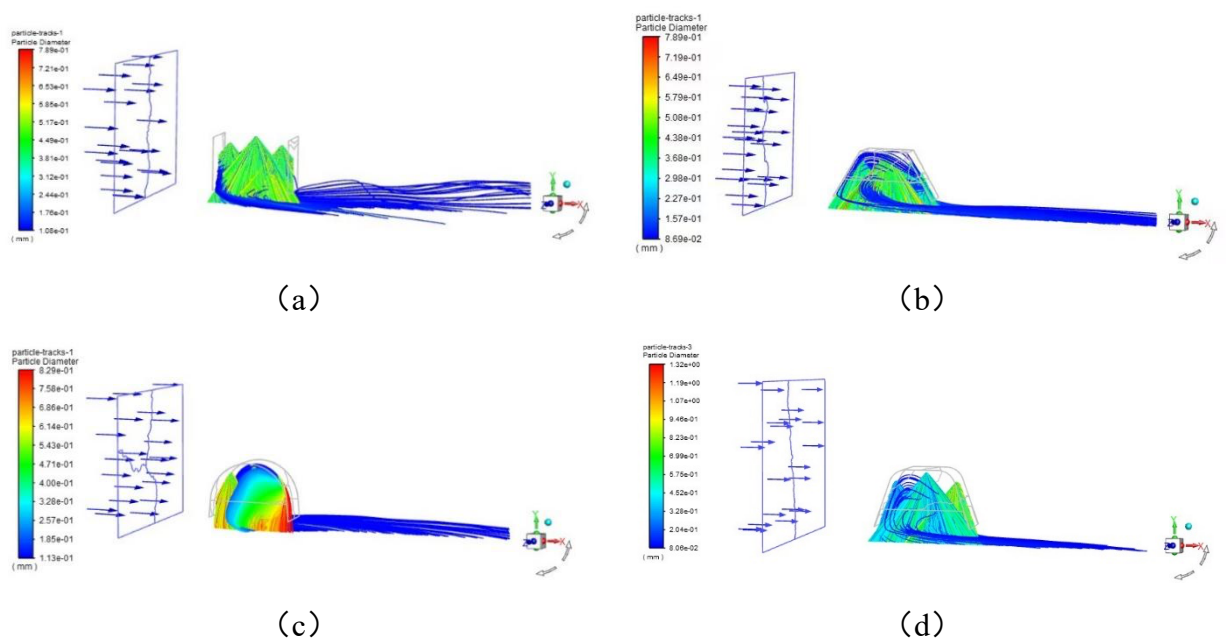 particle-tracks-1
Particle Diameter
7.89e-01
7.21e-01
6.53e-01
5.85e-01
5.17e-01
4.49e-01
3.81e-01
3.12e-01
2.44e-01
1.76e-01
1.08e-01
( mm )
Y
Z
X
（a）
particle-tracks-1
Particle Diameter
7.89e-01
7.19e-01
6.49e-01
5.79e-01
5.08e-01
4.38e-01
3.68e-01
2.98e-01
2.27e-01
1.57e-01
8.69e-02
( mm )
Y
Z
X
（b）
particle-tracks-1
Particle Diameter
8.29e-01
7.58e-01
6.86e-01
6.14e-01
5.43e-01
4.71e-01
4.00e-01
3.28e-01
2.57e-01
1.85e-01
1.13e-01
( mm )
Y
Z
X
（c）
particle-tracks-3
Particle Diameter
1.32e+00
1.19e+00
1.07e+00
9.46e-01
8.23e-01
6.99e-01
5.75e-01
4.52e-01
3.28e-01
2.04e-01
8.06e-02
( mm )
Y
Z
X
（d）